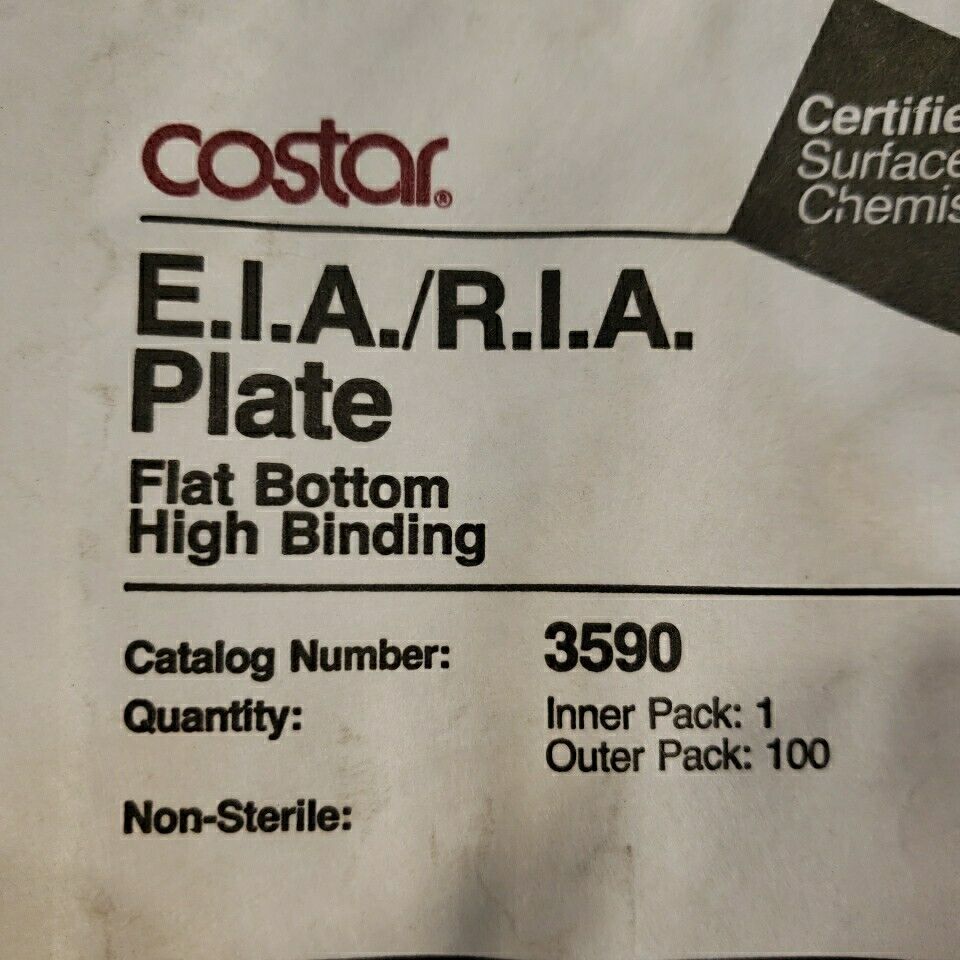 costar®
Certifie
Surface
Chemis
E.I.A./R.I.A.
Plate
Flat Bottom
High Binding
Catalog Number: 3590
Quantity: Inner Pack: 1
Outer Pack: 100
Non-Sterile: